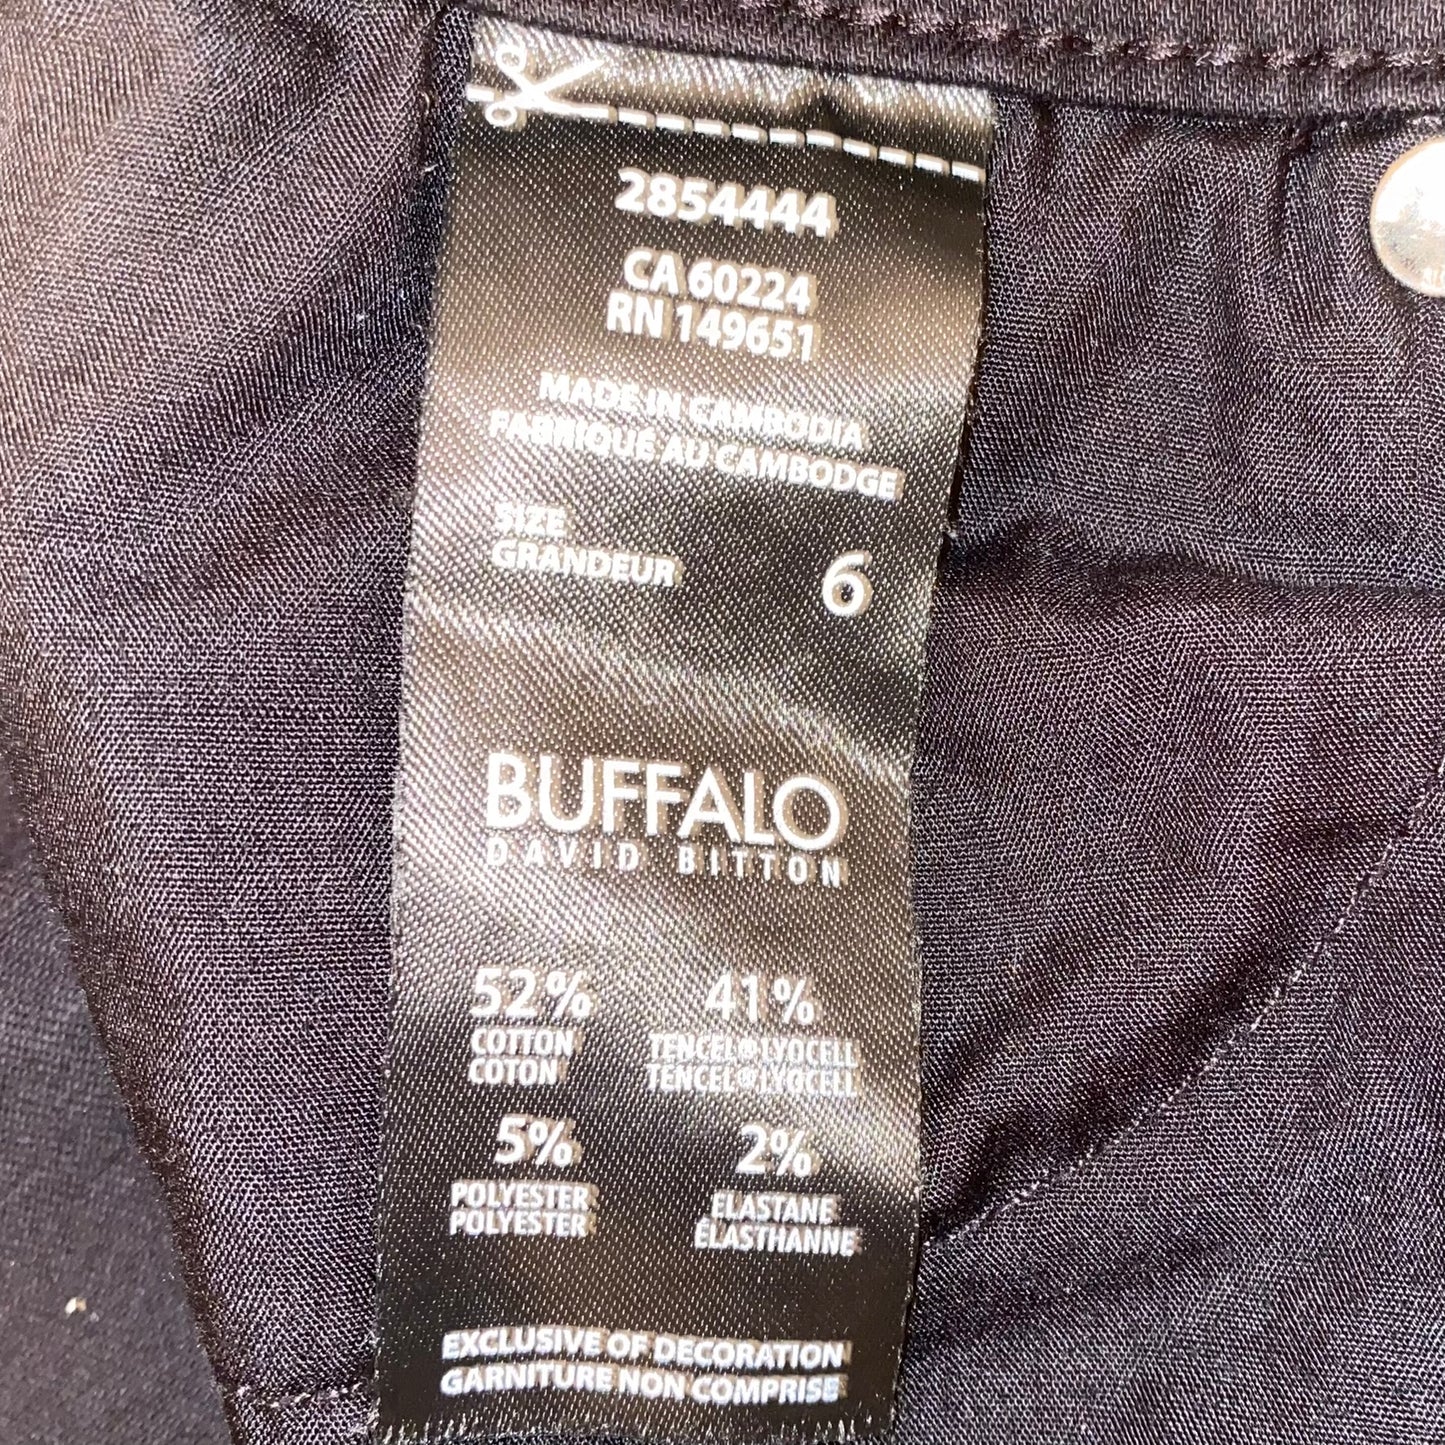 2854444
CA 60224
RN 149651
MADE IN CAMBODIA
FABRIQUE AU CAMBODGE
SIZE
GRANDEUR 6
BUFFALO
DAVID BITTON
52% 41%
COTTON TENCEL®LYOCELL
COTON TENCEL®LYOCELL
5% 2%
POLYESTER ELASTANE
POLYESTER ÉLASTHANNE
EXCLUSIVE OF DECORATION
GARNITURE NON COMPRISE